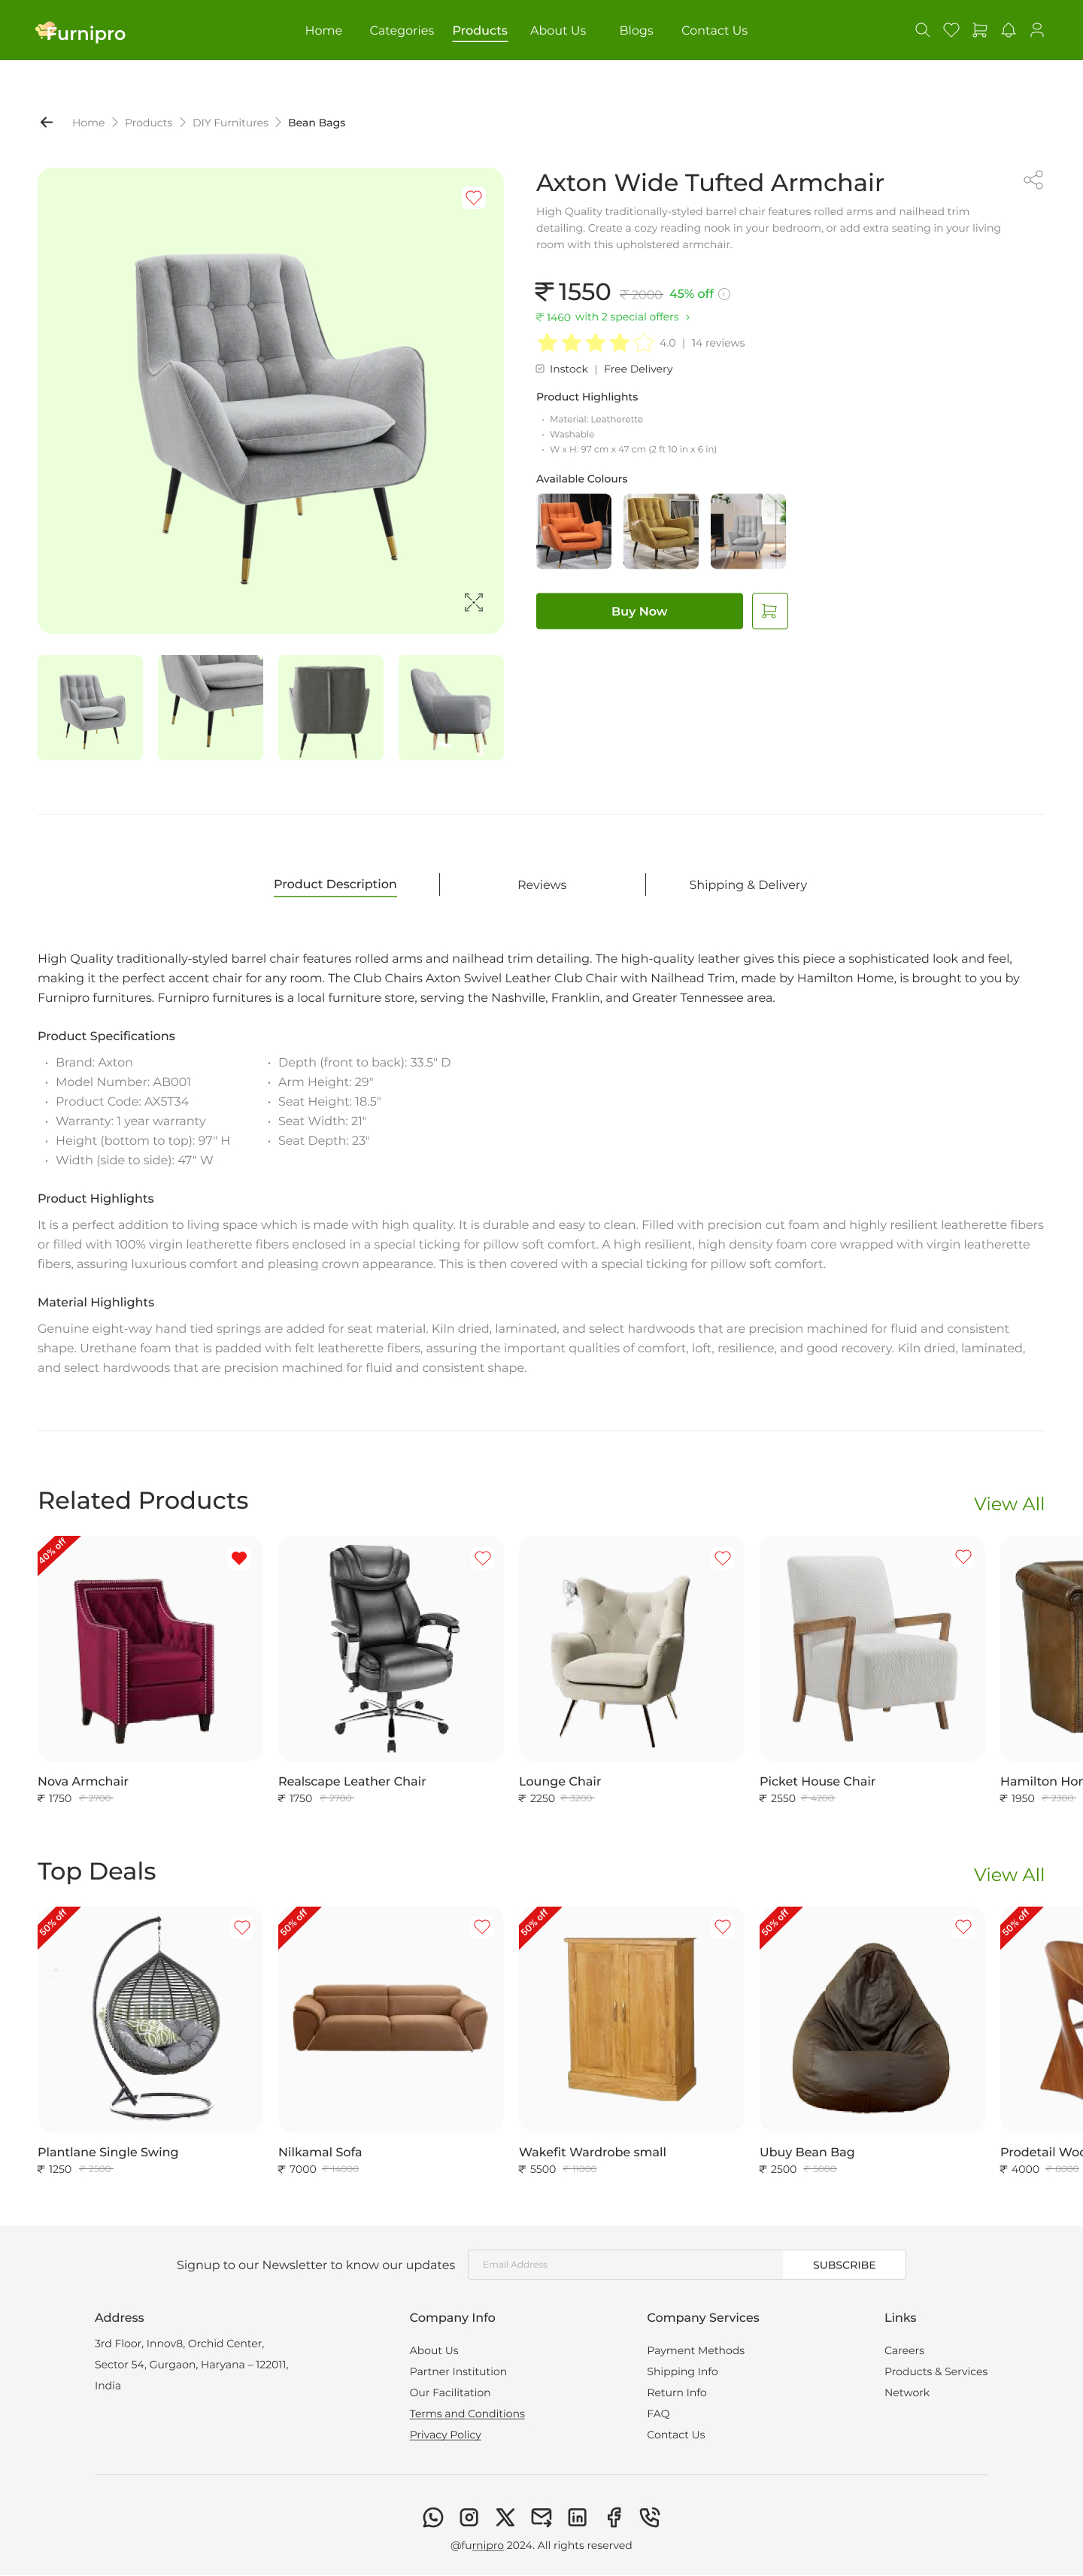 Furnipro
Home Categories Products About Us Blogs Contact Us
Home > Products > DIY Furnitures > Bean Bags
Axton Wide Tufted Armchair
High Quality traditionally-styled barrel chair features rolled arms and nailhead trim
detailing. Create a cozy reading nook in your bedroom, or add extra seating in your living
room with this upholstered armchair.
₹ 1550 ₹ 2000 45% off
₹ 1460 with 2 special offers >
4.0 | 14 reviews
Instock | Free Delivery
Product Highlights
• Material: Leatherette
• Washable
• W x H: 97 cm x 47 cm (2 ft 10 in x 6 in)
Available Colours
Buy Now
Product Description Reviews Shipping & Delivery
High Quality traditionally-styled barrel chair features rolled arms and nailhead trim detailing. The high-quality leather gives this piece a sophisticated look and feel,
making it the perfect accent chair for any room. The Club Chairs Axton Swivel Leather Club Chair with Nailhead Trim, made by Hamilton Home, is brought to you by
Furnipro furnitures. Furnipro furnitures is a local furniture store, serving the Nashville, Franklin, and Greater Tennessee area.
Product Specifications
• Brand: Axton
• Model Number: AB001
• Product Code: AX5T34
• Warranty: 1 year warranty
• Height (bottom to top): 97" H
• Width (side to side): 47" W
• Depth (front to back): 33.5" D
• Arm Height: 29"
• Seat Height: 18.5"
• Seat Width: 21"
• Seat Depth: 23"
Product Highlights
It is a perfect addition to living space which is made with high quality. It is durable and easy to clean. Filled with precision cut foam and highly resilient leatherette fibers
or filled with 100% virgin leatherette fibers enclosed in a special ticking for pillow soft comfort. A high resilient, high density foam core wrapped with virgin leatherette
fibers, assuring luxurious comfort and pleasing crown appearance. This is then covered with a special ticking for pillow soft comfort.
Material Highlights
Genuine eight-way hand tied springs are added for seat material. Kiln dried, laminated, and select hardwoods that are precision machined for fluid and consistent
shape. Urethane foam that is padded with felt leatherette fibers, assuring the important qualities of comfort, loft, resilience, and good recovery. Kiln dried, laminated,
and select hardwoods that are precision machined for fluid and consistent shape.
Related Products View All
40% off
Nova Armchair
₹ 1750 ₹ 2700
Realscape Leather Chair
₹ 1750 ₹ 2700
Lounge Chair
₹ 2250 ₹ 3200
Picket House Chair
₹ 2550 ₹ 4200
Hamilton Hor
₹ 1950 ₹ 2300
Top Deals View All
50% off
Plantlane Single Swing
₹ 1250 ₹ 2500
50% off
Nilkamal Sofa
₹ 7000 ₹ 14000
50% off
Wakefit Wardrobe small
₹ 5500 ₹ 11000
50% off
Ubuy Bean Bag
₹ 2500 ₹ 5000
50% off
Prodetail Woo
₹ 4000 ₹ 8000
Signup to our Newsletter to know our updates Email Address SUBSCRIBE
Address
3rd Floor, Innov8, Orchid Center,
Sector 54, Gurgaon, Haryana – 122011,
India
Company Info
About Us
Partner Institution
Our Facilitation
Terms and Conditions
Privacy Policy
Company Services
Payment Methods
Shipping Info
Return Info
FAQ
Contact Us
Links
Careers
Products & Services
Network
@furnipro 2024. All rights reserved